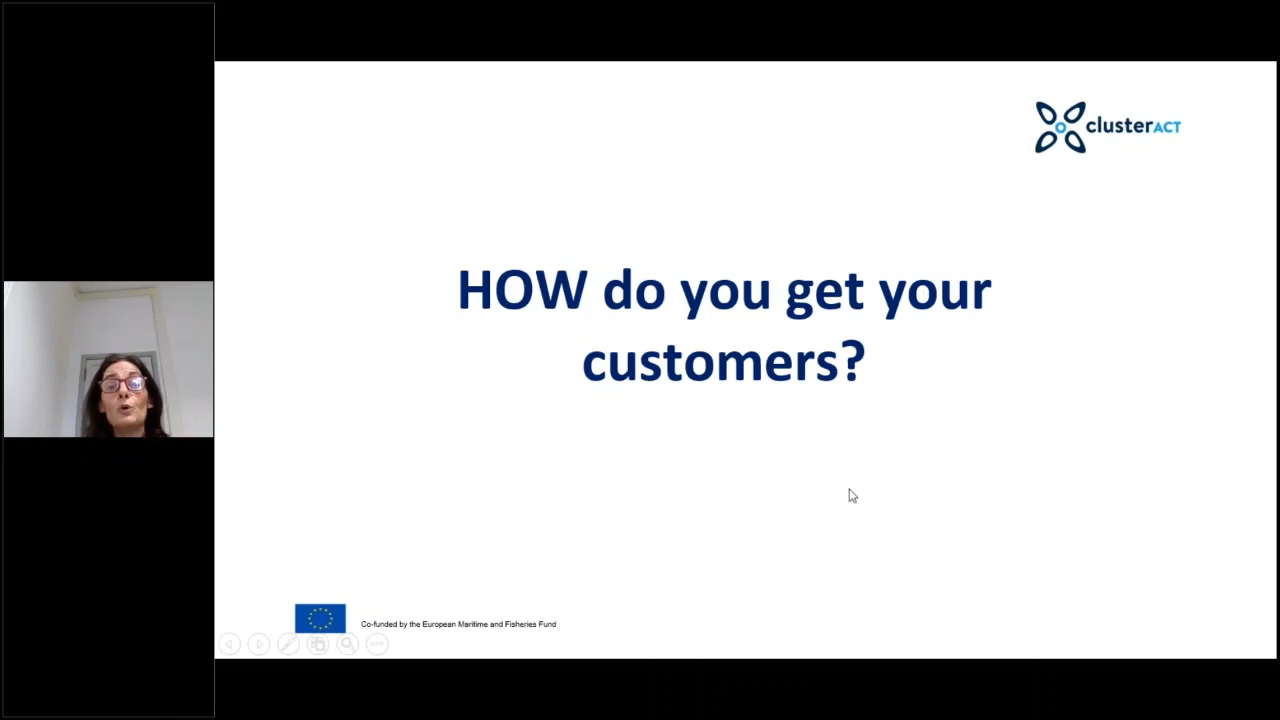 clusterACT
HOW do you get your
customers?
Co-funded by the European Maritime and Fisheries Fund